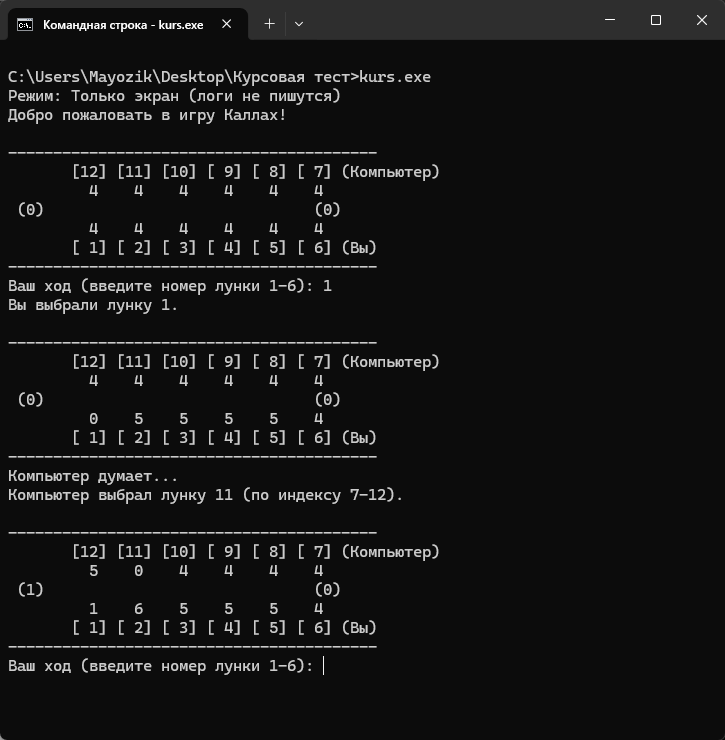 Командная строка - kurs.exe
C:\Users\Mayozik\Desktop\Курсовая тест>kurs.exe
Режим: Только экран (логи не пишутся)
Добро пожаловать в игру Каллах!
-----------------------------------------
[12] [11] [10] [ 9] [ 8] [ 7] (Компьютер)
4 4 4 4 4 4
(0) (0)
4 4 4 4 4 4
[ 1] [ 2] [ 3] [ 4] [ 5] [ 6] (Вы)
-----------------------------------------
Ваш ход (введите номер лунки 1-6): 1
Вы выбрали лунку 1.
-----------------------------------------
[12] [11] [10] [ 9] [ 8] [ 7] (Компьютер)
4 4 4 4 4 4
(0) (0)
0 5 5 5 5 4
[ 1] [ 2] [ 3] [ 4] [ 5] [ 6] (Вы)
-----------------------------------------
Компьютер думает...
Компьютер выбрал лунку 11 (по индексу 7-12).
-----------------------------------------
[12] [11] [10] [ 9] [ 8] [ 7] (Компьютер)
5 0 4 4 4 4
(1) (0)
1 6 5 5 5 4
[ 1] [ 2] [ 3] [ 4] [ 5] [ 6] (Вы)
-----------------------------------------
Ваш ход (введите номер лунки 1-6):